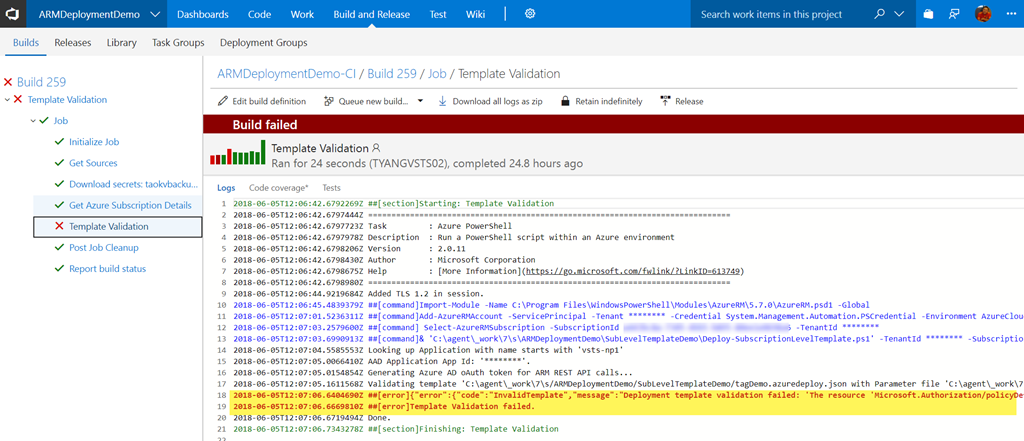 ARMDeploymentDemo
Dashboards
Code
Work
Build and Release
Test
Wiki
Search work items in this project
Builds
Releases
Library
Task Groups
Deployment Groups
Build 259
Template Validation
Job
Initialize Job
Get Sources
Download secrets: taokvbacku...
Get Azure Subscription Details
Template Validation
Post Job Cleanup
Report build status
ARMDeploymentDemo-CI / Build 259 / Job / Template Validation
Edit build definition
Queue new build...
Download all logs as zip
Retain indefinitely
Release
Build failed
Template Validation
Ran for 24 seconds (TYANGVSTS02), completed 24.8 hours ago
Logs
Code coverage*
Tests
1 2018-06-05T12:06:42.6792269Z ##[section]Starting: Template Validation
2 2018-06-05T12:06:42.6797444Z ==============================================================================
3 2018-06-05T12:06:42.6797723Z Task : Azure PowerShell
4 2018-06-05T12:06:42.6797978Z Description : Run a PowerShell script within an Azure environment
5 2018-06-05T12:06:42.6798206Z Version : 2.0.11
6 2018-06-05T12:06:42.6798430Z Author : Microsoft Corporation
7 2018-06-05T12:06:42.6798675Z Help : [More Information](https://go.microsoft.com/fwlink/?LinkID=613749)
8 2018-06-05T12:06:42.6798980Z ==============================================================================
9 2018-06-05T12:06:44.9219684Z Added TLS 1.2 in session.
10 2018-06-05T12:06:45.4839379Z ##[command]Import-Module -Name C:\Program Files\WindowsPowerShell\Modules\AzureRM\5.7.0\AzureRM.psd1 -Global
11 2018-06-05T12:07:01.5236311Z ##[command]Add-AzureRMAccount -ServicePrincipal -Tenant ******** -Credential System.Management.Automation.PSCredential -Environment AzureClou
12 2018-06-05T12:07:03.2579600Z ##[command] Select-AzureRMSubscription -SubscriptionId -TenantId ********
13 2018-06-05T12:07:03.6990913Z ##[command]& 'C:\agent\_work\7\s\ARMDeploymentDemo\SubLevelTemplateDemo\Deploy-SubscriptionLevelTemplate.ps1' -TenantId ******** -Subscription
14 2018-06-05T12:07:04.5585553Z Looking up Application with name starts with 'vsts-np1'
15 2018-06-05T12:07:05.0066410Z AAD Application App Id: '********'.
16 2018-06-05T12:07:05.0154854Z Generating Azure AD oAuth token for ARM REST API calls...
17 2018-06-05T12:07:05.1611568Z Validating template 'C:\agent\_work\7\s/ARMDeploymentDemo/SubLevelTemplateDemo/tagDemo.azuredeploy.json with Parameter file 'C:\agent\_work\7
18 2018-06-05T12:07:06.6404690Z ##[error]{"error":{"code":"InvalidTemplate","message":"Deployment template validation failed: 'The resource 'Microsoft.Authorization/policyDe
19 2018-06-05T12:07:06.6669810Z ##[error]Template Validation failed.
20 2018-06-05T12:07:06.6719494Z Done.
21 2018-06-05T12:07:06.7343278Z ##[section]Finishing: Template Validation
22